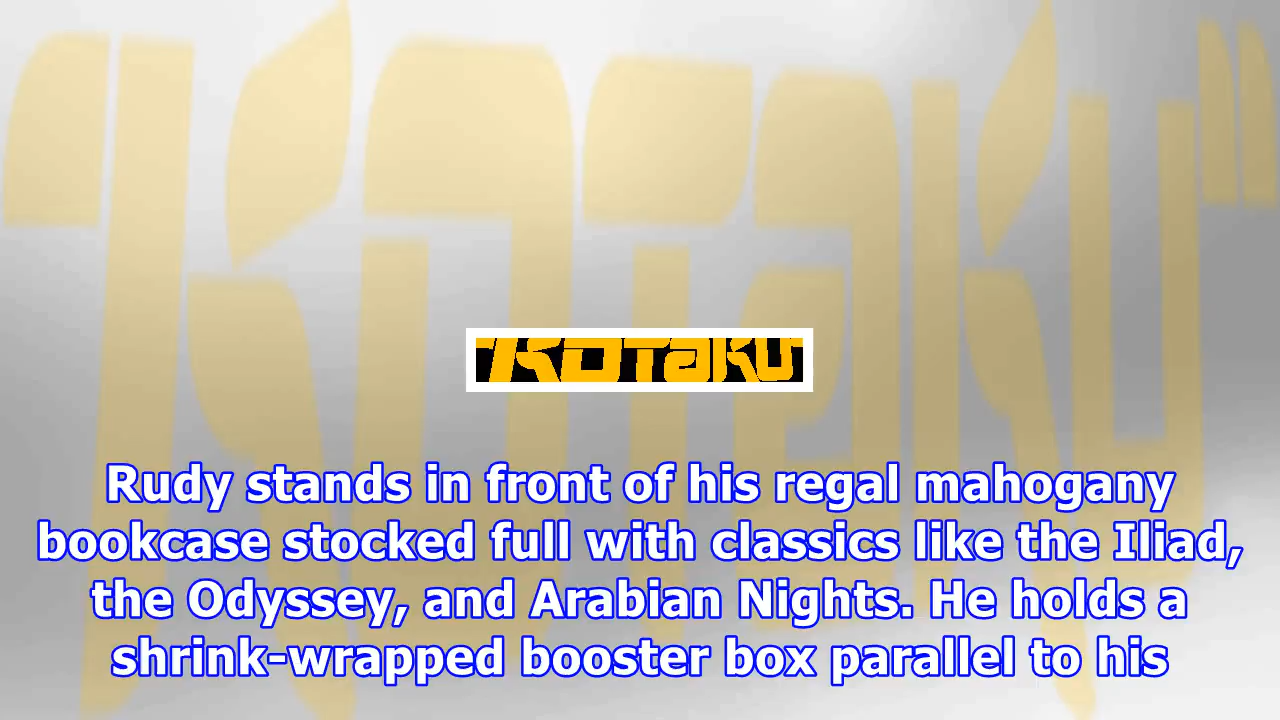 "KOTAKU"
"KOTAKU"
Rudy stands in front of his regal mahogany
bookcase stocked full with classics like the Iliad,
the Odyssey, and Arabian Nights. He holds a
shrink-wrapped booster box parallel to his